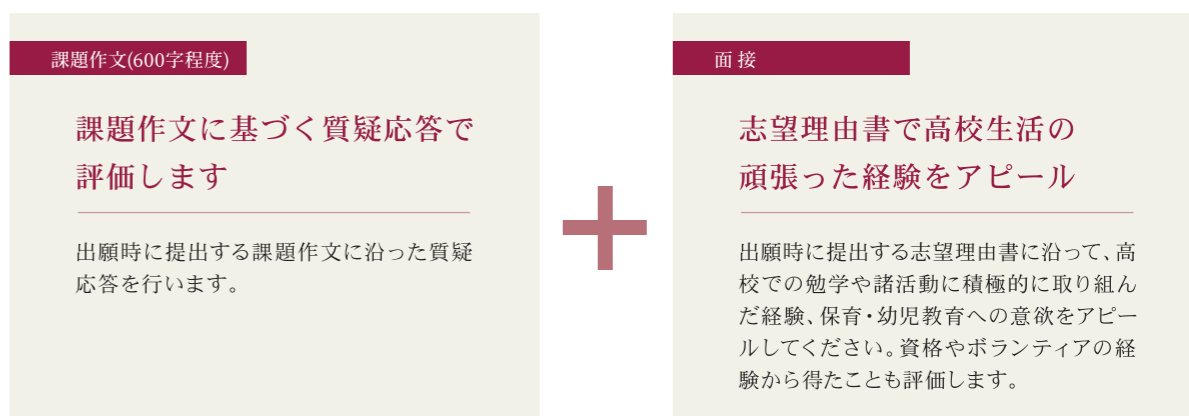 課題作文(600字程度)
課題作文に基づく質疑応答で
評価します
出願時に提出する課題作文に沿った質疑
応答を行います。
面接
志望理由書で高校生活の
頑張った経験をアピール
出願時に提出する志望理由書に沿って、高
校での勉学や諸活動に積極的に取り組ん
だ経験、保育・幼児教育への意欲をアピー
ルしてください。資格やボランティアの経
験から得たことも評価します。